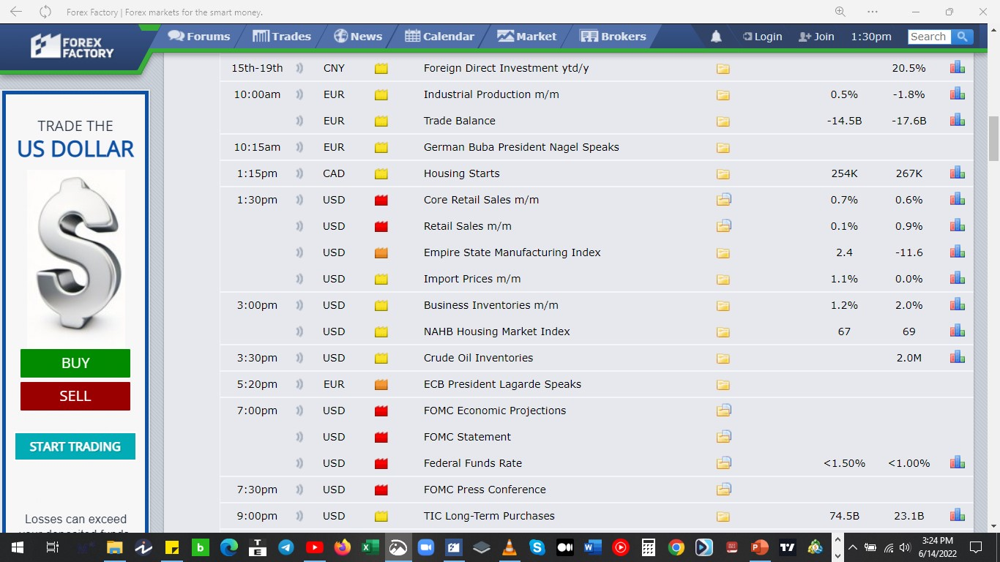 Forex Factory | Forex markets for the smart money.
FOREX FACTORY
Forums Trades News Calendar Market Brokers Login Join 1:30pm Search
TRADE THE
US DOLLAR
BUY
SELL
START TRADING
Losses can exceed
your deposited funds
15th-19th CNY Foreign Direct Investment ytd/y 20.5%
10:00am EUR Industrial Production m/m 0.5% -1.8%
EUR Trade Balance -14.5B -17.6B
10:15am EUR German Buba President Nagel Speaks
1:15pm CAD Housing Starts 254K 267K
1:30pm USD Core Retail Sales m/m 0.7% 0.6%
USD Retail Sales m/m 0.1% 0.9%
USD Empire State Manufacturing Index 2.4 -11.6
USD Import Prices m/m 1.1% 0.0%
3:00pm USD Business Inventories m/m 1.2% 2.0%
USD NAHB Housing Market Index 67 69
3:30pm USD Crude Oil Inventories 2.0M
5:20pm EUR ECB President Lagarde Speaks
7:00pm USD FOMC Economic Projections
USD FOMC Statement
USD Federal Funds Rate <1.50% <1.00%
7:30pm USD FOMC Press Conference
9:00pm USD TIC Long-Term Purchases 74.5B 23.1B
3:24 PM
6/14/2022